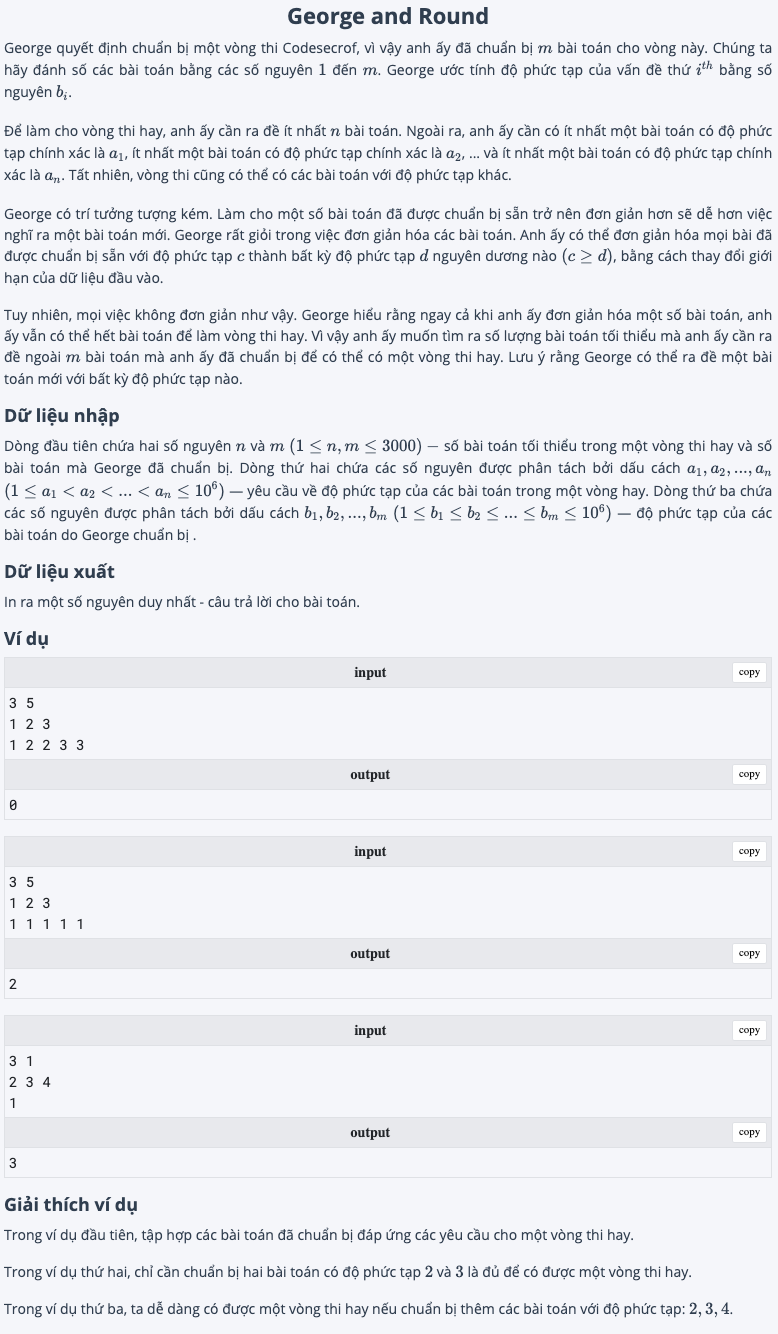 George and Round
George quyết định chuẩn bị một vòng thi Codesecrof, vì vậy anh ấy đã chuẩn bị m bài toán cho vòng này. Chúng ta
hãy đánh số các bài toán bằng các số nguyên 1 đến m. George ước tính độ phức tạp của vấn đề thứ i^{th} bằng số
nguyên b_i.
Để làm cho vòng thi hay, anh ấy cần ra đề ít nhất n bài toán. Ngoài ra, anh ấy cần có ít nhất một bài toán có độ phức
tạp chính xác là a_1, ít nhất một bài toán có độ phức tạp chính xác là a_2, ... và ít nhất một bài toán có độ phức tạp chính
xác là a_n. Tất nhiên, vòng thi cũng có thể có các bài toán với độ phức tạp khác.
George có trí tưởng tượng kém. Làm cho một số bài toán đã được chuẩn bị sẵn trở nên đơn giản hơn sẽ dễ hơn việc
nghĩ ra một bài toán mới. George rất giỏi trong việc đơn giản hóa các bài toán. Anh ấy có thể đơn giản hóa mọi bài đã
được chuẩn bị sẵn với độ phức tạp c thành bất kỳ độ phức tạp d nguyên dương nào (c ≥ d), bằng cách thay đổi giới
hạn của dữ liệu đầu vào.
Tuy nhiên, mọi việc không đơn giản như vậy. George hiểu rằng ngay cả khi anh ấy đơn giản hóa một số bài toán, anh
ấy vẫn có thể hết bài toán để làm vòng thi hay. Vì vậy anh ấy muốn tìm ra số lượng bài toán tối thiểu mà anh ấy cần ra
đề ngoài m bài toán mà anh ấy đã chuẩn bị để có thể có một vòng thi hay. Lưu ý rằng George có thể ra đề một bài
toán mới với bất kỳ độ phức tạp nào.
Dữ liệu nhập
Dòng đầu tiên chứa hai số nguyên n và m (1 ≤ n, m ≤ 3000) — số bài toán tối thiểu trong một vòng thi hay và số
bài toán mà George đã chuẩn bị. Dòng thứ hai chứa các số nguyên được phân tách bởi dấu cách a_1, a_2, ..., a_n
(1 ≤ a_1 < a_2 < ... < a_n ≤ 10^6) — yêu cầu về độ phức tạp của các bài toán trong một vòng hay. Dòng thứ ba chứa
các số nguyên được phân tách bởi dấu cách b_1, b_2, ..., b_m (1 ≤ b_1 ≤ b_2 ≤ ... ≤ b_m ≤ 10^6) — độ phức tạp của các
bài toán do George chuẩn bị .
Dữ liệu xuất
In ra một số nguyên duy nhất - câu trả lời cho bài toán.
Ví dụ
input copy
3 5
1 2 3
1 2 2 3 3
output copy
0
input copy
3 5
1 2 3
1 1 1 1 1
output copy
2
input copy
3 1
2 3 4
1
output copy
3
Giải thích ví dụ
Trong ví dụ đầu tiên, tập hợp các bài toán đã chuẩn bị đáp ứng các yêu cầu cho một vòng thi hay.
Trong ví dụ thứ hai, chỉ cần chuẩn bị hai bài toán có độ phức tạp 2 và 3 là đủ để có được một vòng thi hay.
Trong ví dụ thứ ba, ta dễ dàng có được một vòng thi hay nếu chuẩn bị thêm các bài toán với độ phức tạp: 2, 3, 4.